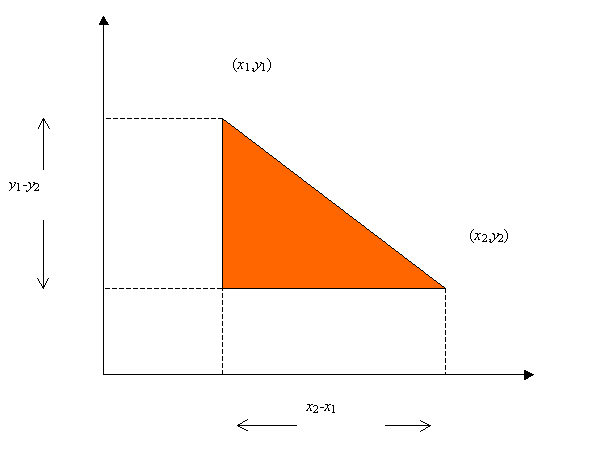 (x₁,y₁)
y₁-y₂
(x₂,y₂)
x₂-x₁